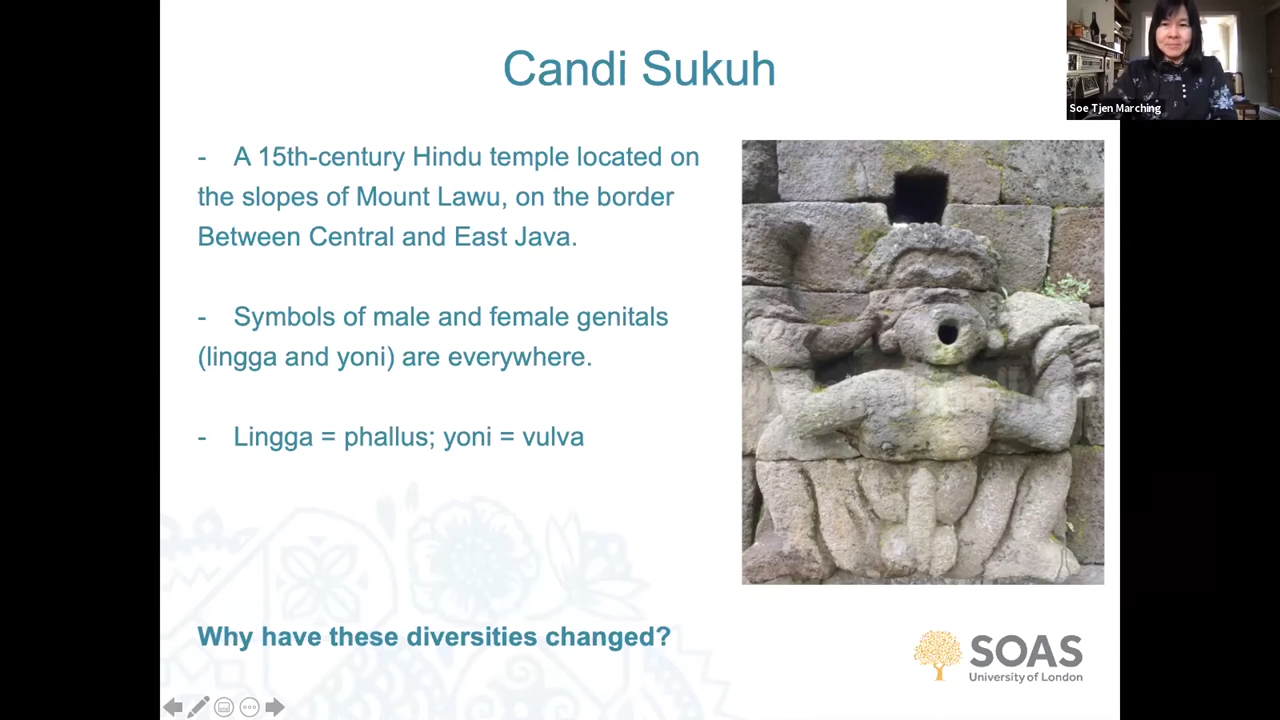 Candi Sukuh
Soe Tjen Marching
- A 15th-century Hindu temple located on
the slopes of Mount Lawu, on the border
Between Central and East Java.
- Symbols of male and female genitals
(lingga and yoni) are everywhere.
- Lingga = phallus; yoni = vulva
Why have these diversities changed?
SOAS
University of London